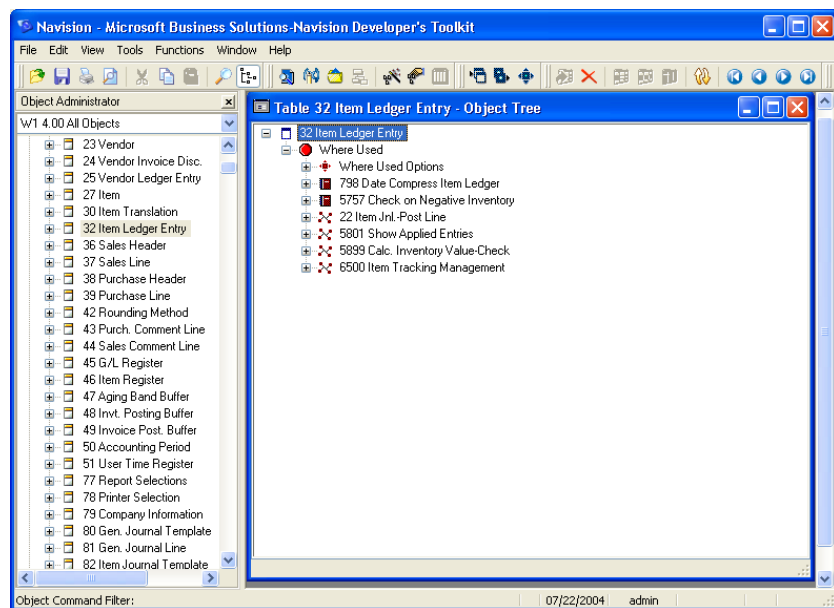 Navision - Microsoft Business Solutions-Navision Developer's Toolkit
File Edit View Tools Functions Window Help
Object Administrator
W1 4.00 All Objects
23 Vendor
24 Vendor Invoice Disc.
25 Vendor Ledger Entry
27 Item
30 Item Translation
32 Item Ledger Entry
36 Sales Header
37 Sales Line
38 Purchase Header
39 Purchase Line
42 Rounding Method
43 Purch. Comment Line
44 Sales Comment Line
45 G/L Register
46 Item Register
47 Aging Band Buffer
48 Invt. Posting Buffer
49 Invoice Post. Buffer
50 Accounting Period
51 User Time Register
77 Report Selections
78 Printer Selection
79 Company Information
80 Gen. Journal Template
81 Gen. Journal Line
82 Item Journal Template
Table 32 Item Ledger Entry - Object Tree
32 Item Ledger Entry
Where Used
Where Used Options
798 Date Compress Item Ledger
5757 Check on Negative Inventory
22 Item Jnl.-Post Line
5801 Show Applied Entries
5899 Calc. Inventory Value-Check
6500 Item Tracking Management
Object Command Filter: 07/22/2004 admin